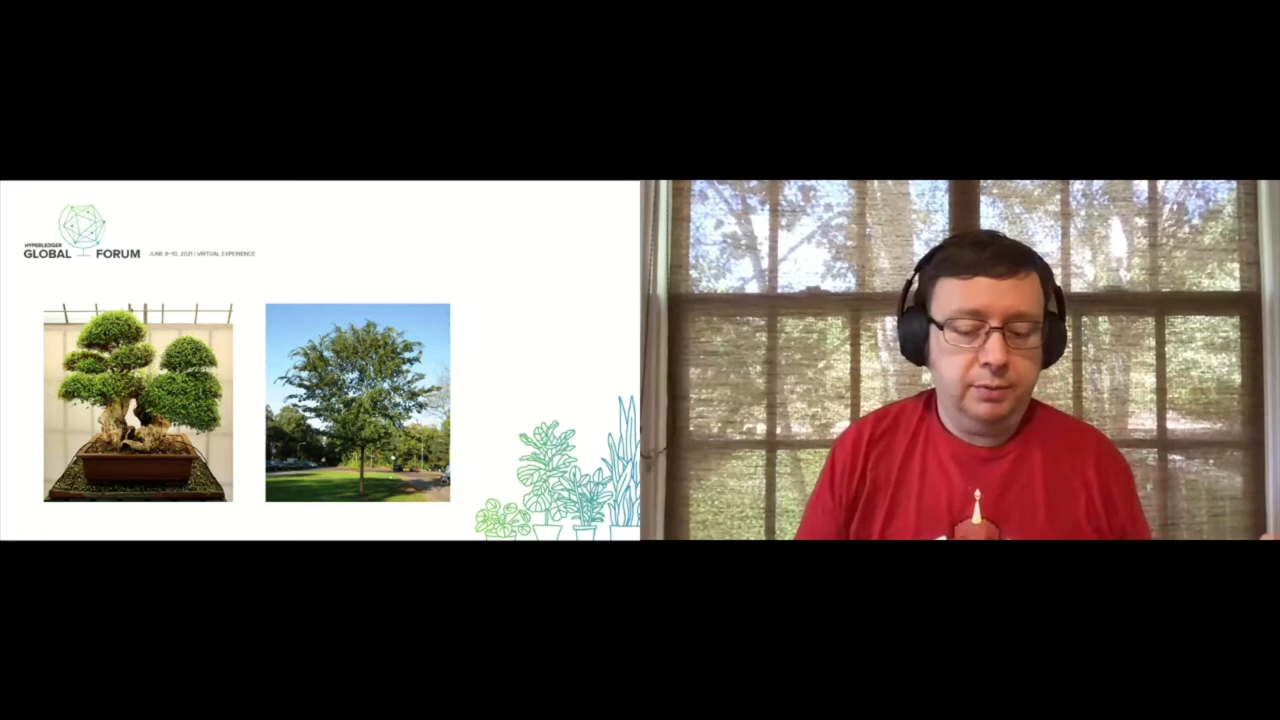 HYPERLEDGER
GLOBAL FORUM JUNE 8–10, 2021 | VIRTUAL EXPERIENCE